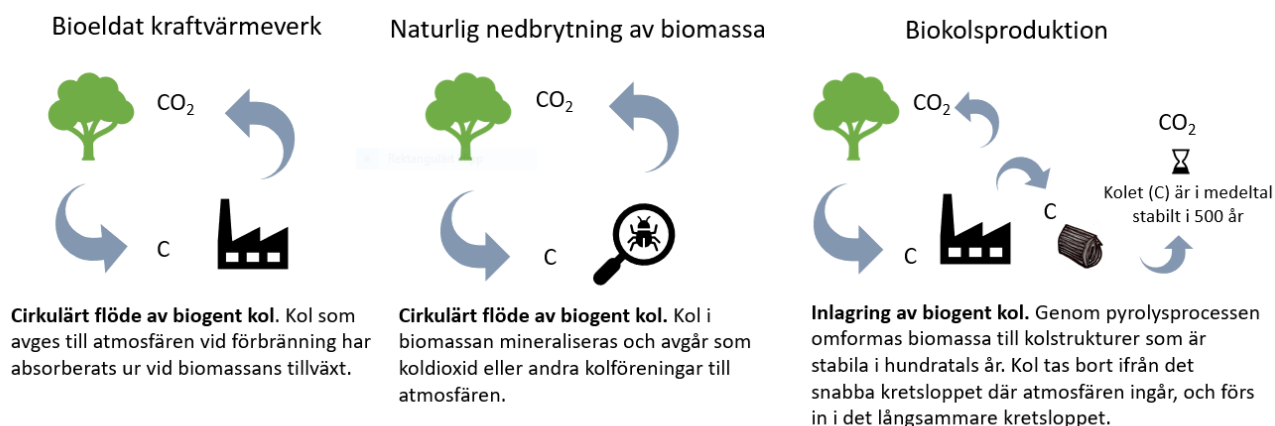 Bioeldat kraftvärmeverk
CO2
C
Cirkulärt flöde av biogent kol. Kol som
avges till atmosfären vid förbränning har
absorberats ur vid biomassans tillväxt.
Naturlig nedbrytning av biomassa
CO2
C
Cirkulärt flöde av biogent kol. Kol i
biomassan mineraliseras och avgår som
koldioxid eller andra kolföreningar till
atmosfären.
Biokolsproduktion
CO2
C
C
CO2
Kolet (C) är i medeltal
stabilt i 500 år
Inlagring av biogent kol. Genom pyrolysprocessen
omformas biomassa till kolstrukturer som är
stabila i hundratals år. Kol tas bort ifrån det
snabba kretsloppet där atmosfären ingår, och förs
in i det långsammare kretsloppet.